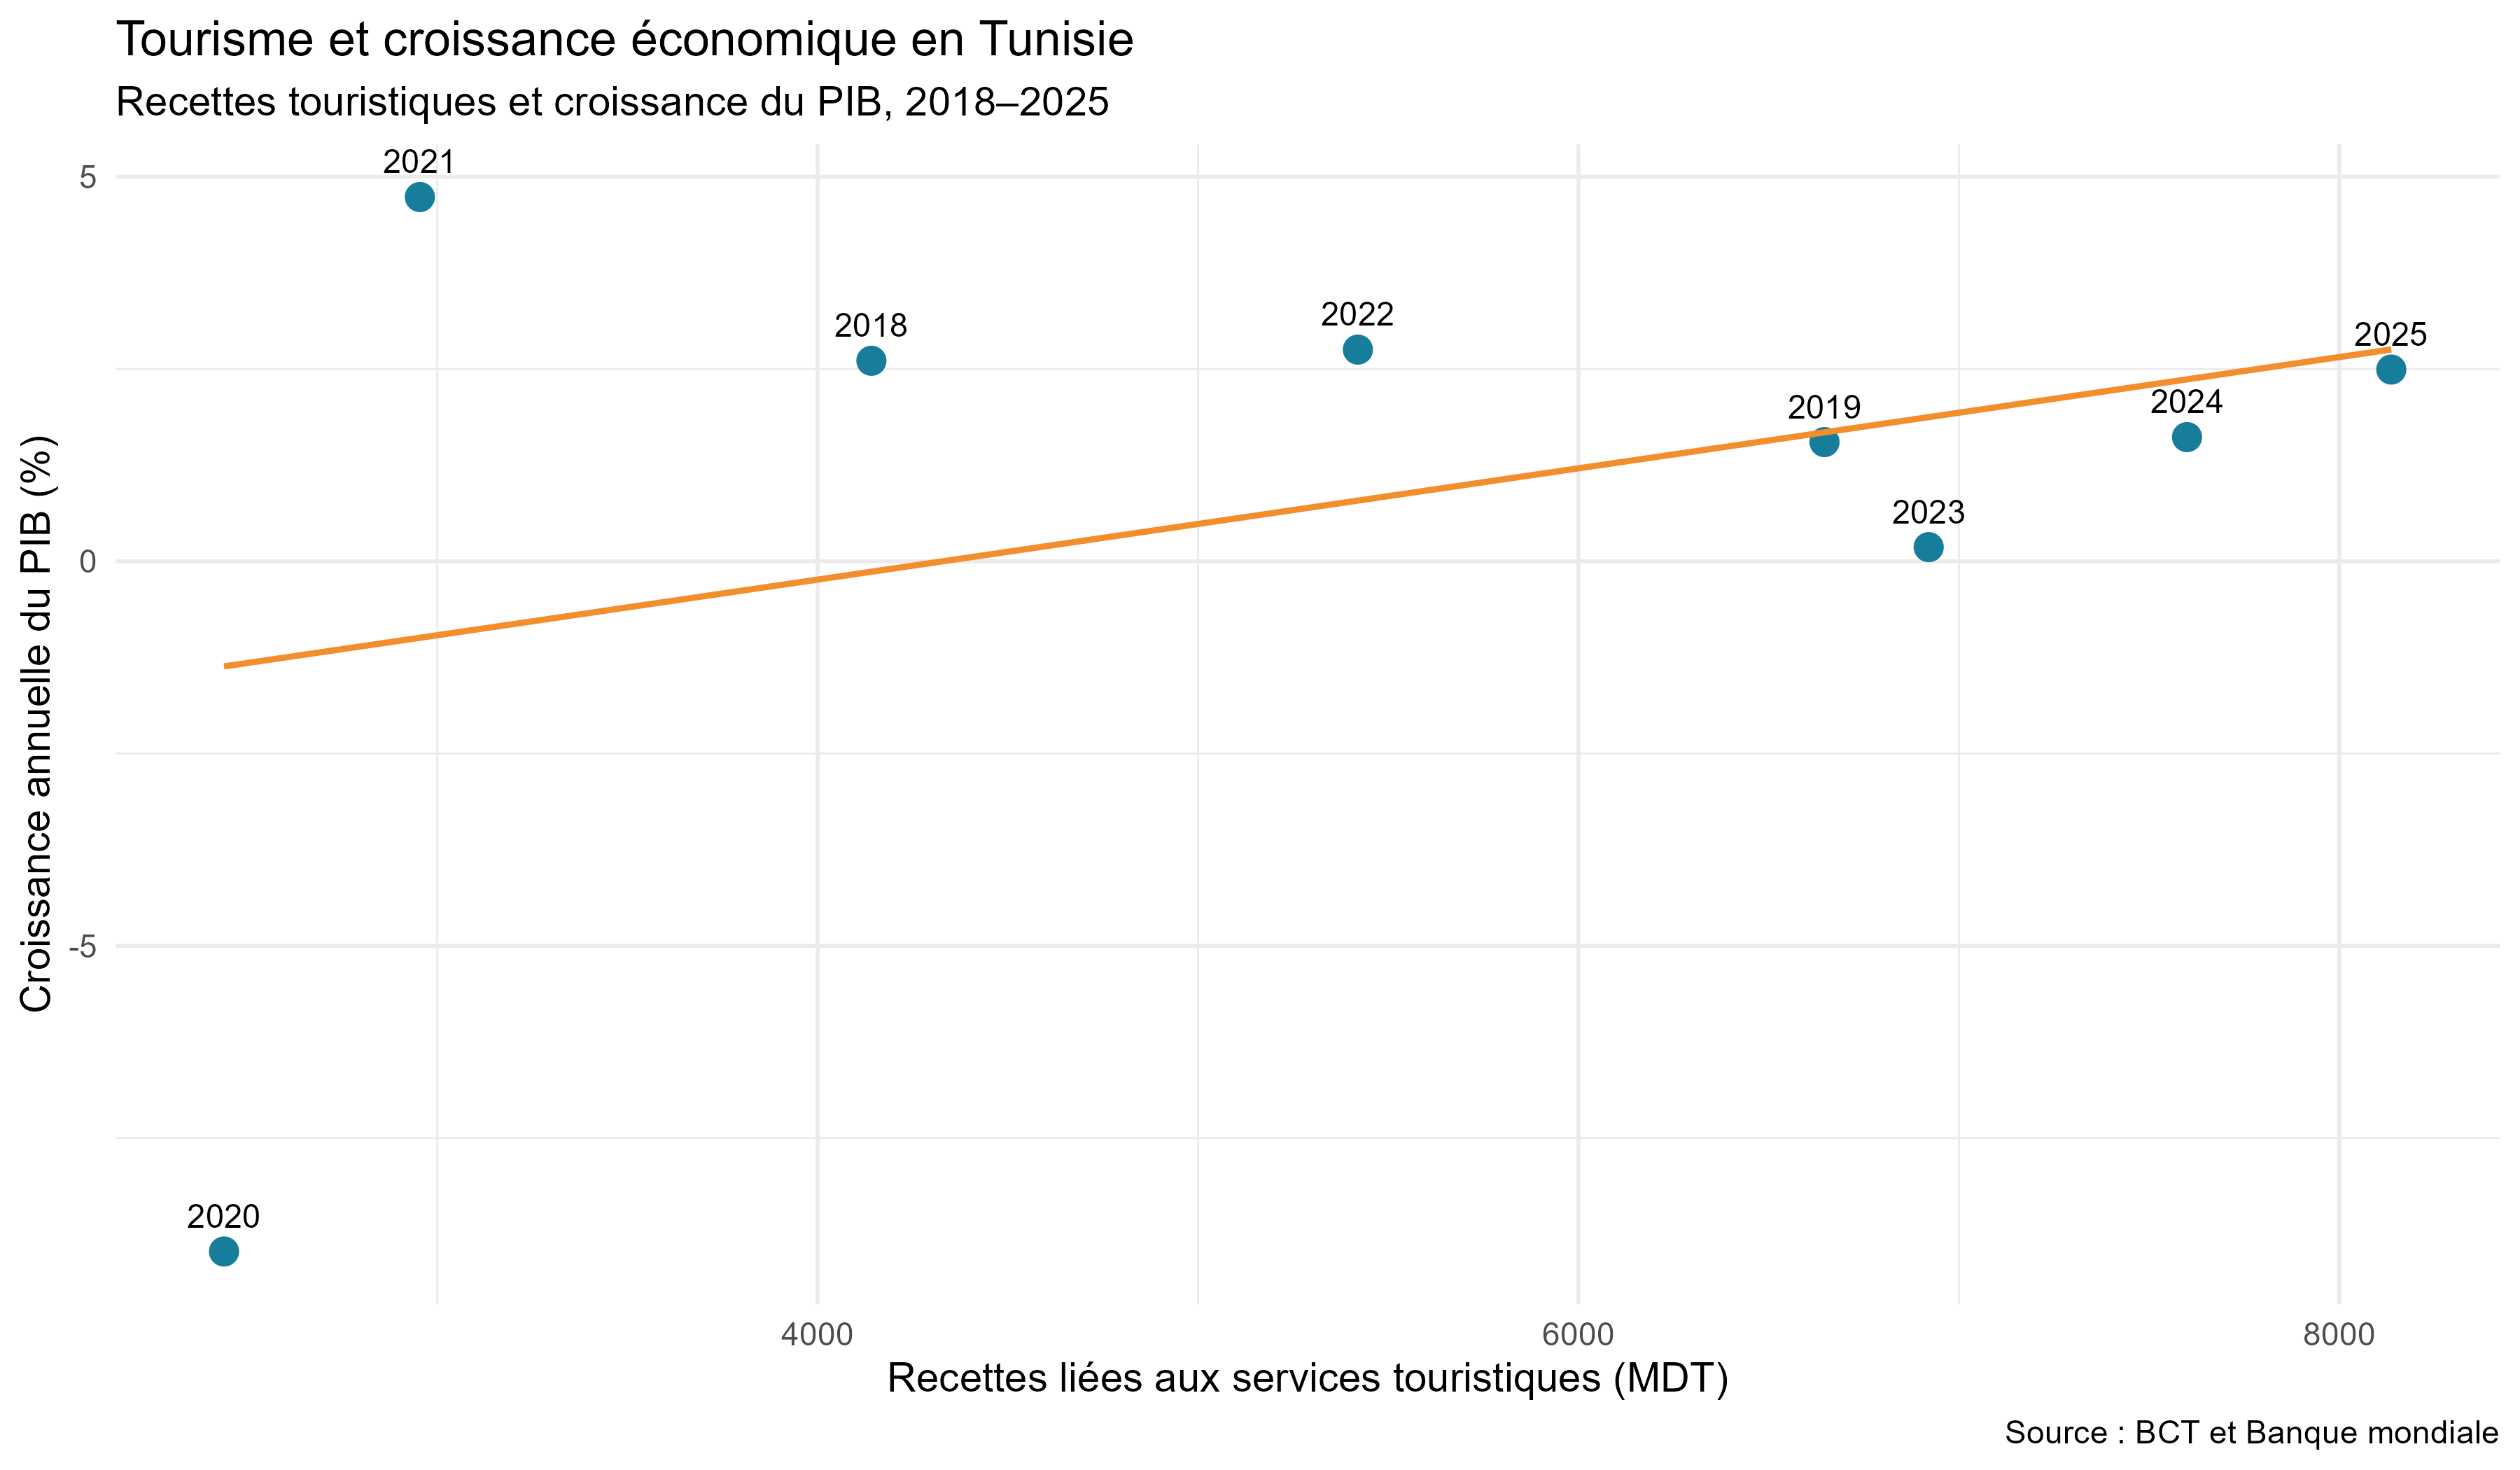 Tourisme et croissance économique en Tunisie
Recettes touristiques et croissance du PIB, 2018–2025
Croissance annuelle du PIB (%)
5
0
-5
2021
2018
2022
2025
2024
2019
2023
2020
4000
6000
8000
Recettes liées aux services touristiques (MDT)
Source : BCT et Banque mondiale